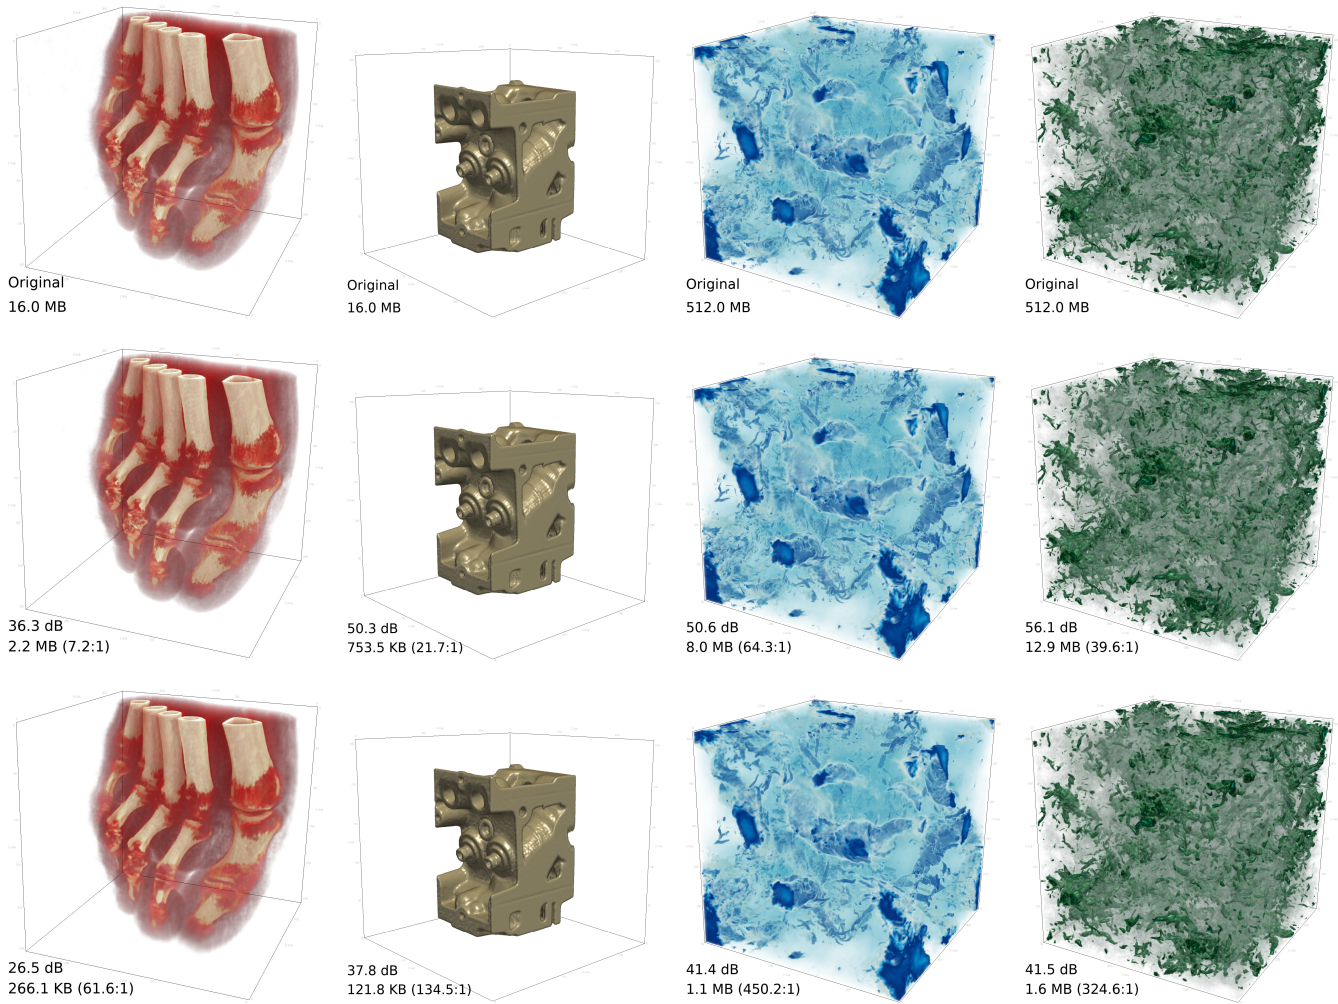 Original
16.0 MB
Original
16.0 MB
Original
512.0 MB
Original
512.0 MB
36.3 dB
2.2 MB (7.2:1)
50.3 dB
753.5 KB (21.7:1)
50.6 dB
8.0 MB (64.3:1)
56.1 dB
12.9 MB (39.6:1)
26.5 dB
266.1 KB (61.6:1)
37.8 dB
121.8 KB (134.5:1)
41.4 dB
1.1 MB (450.2:1)
41.5 dB
1.6 MB (324.6:1)